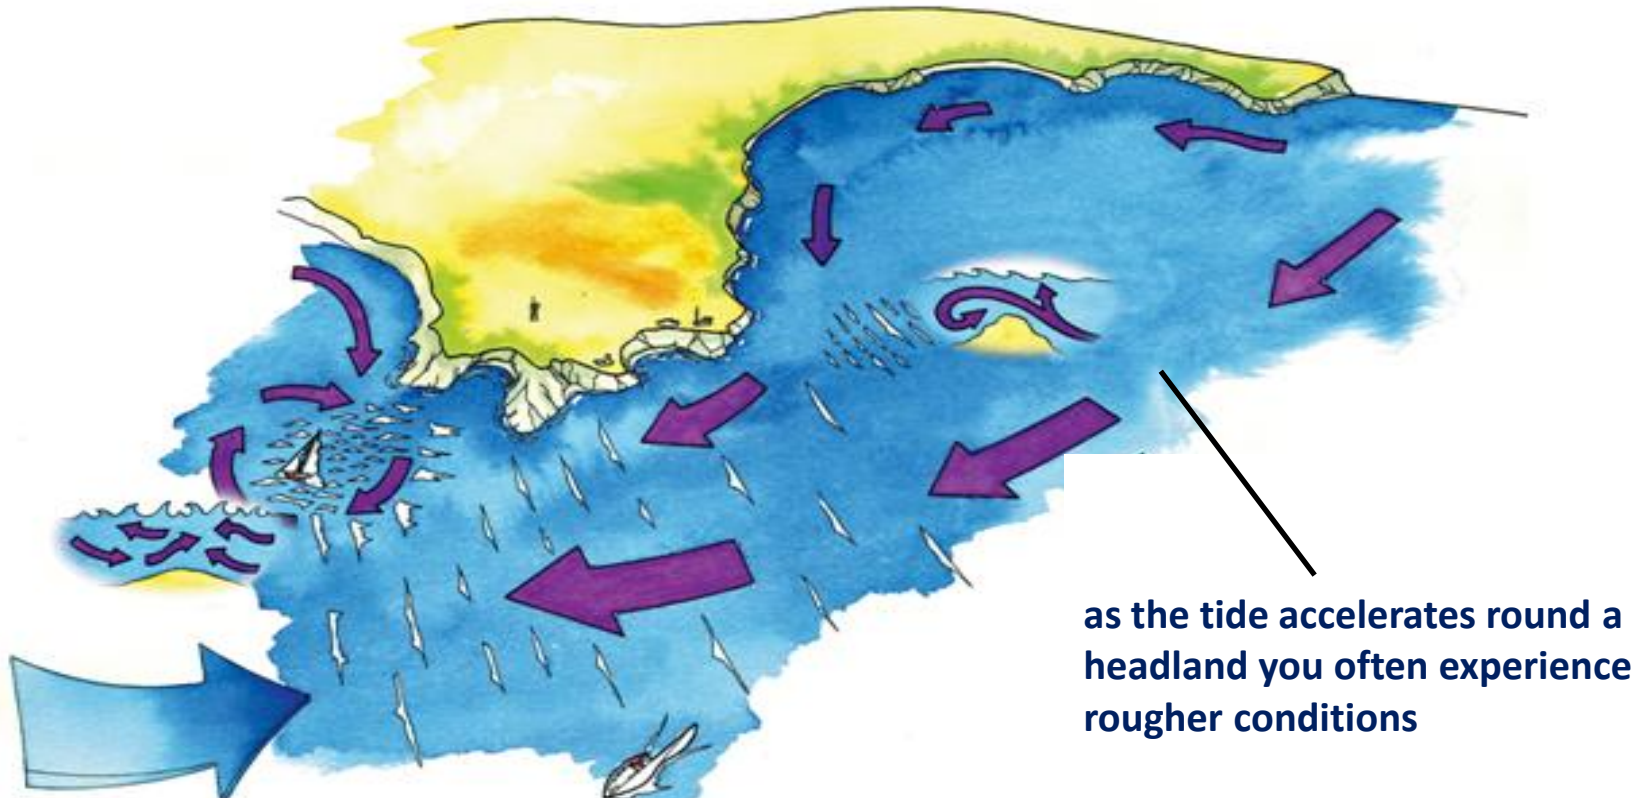 as the tide accelerates round a
headland you often experience
rougher conditions